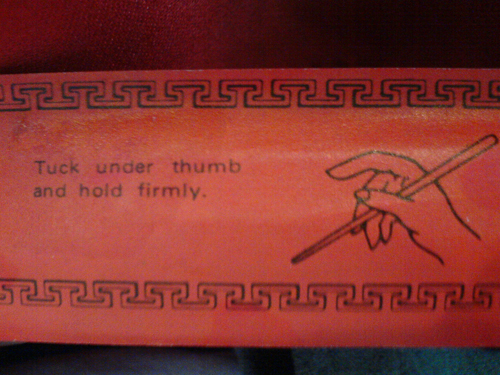 Tuck under thumb
and hold firmly.